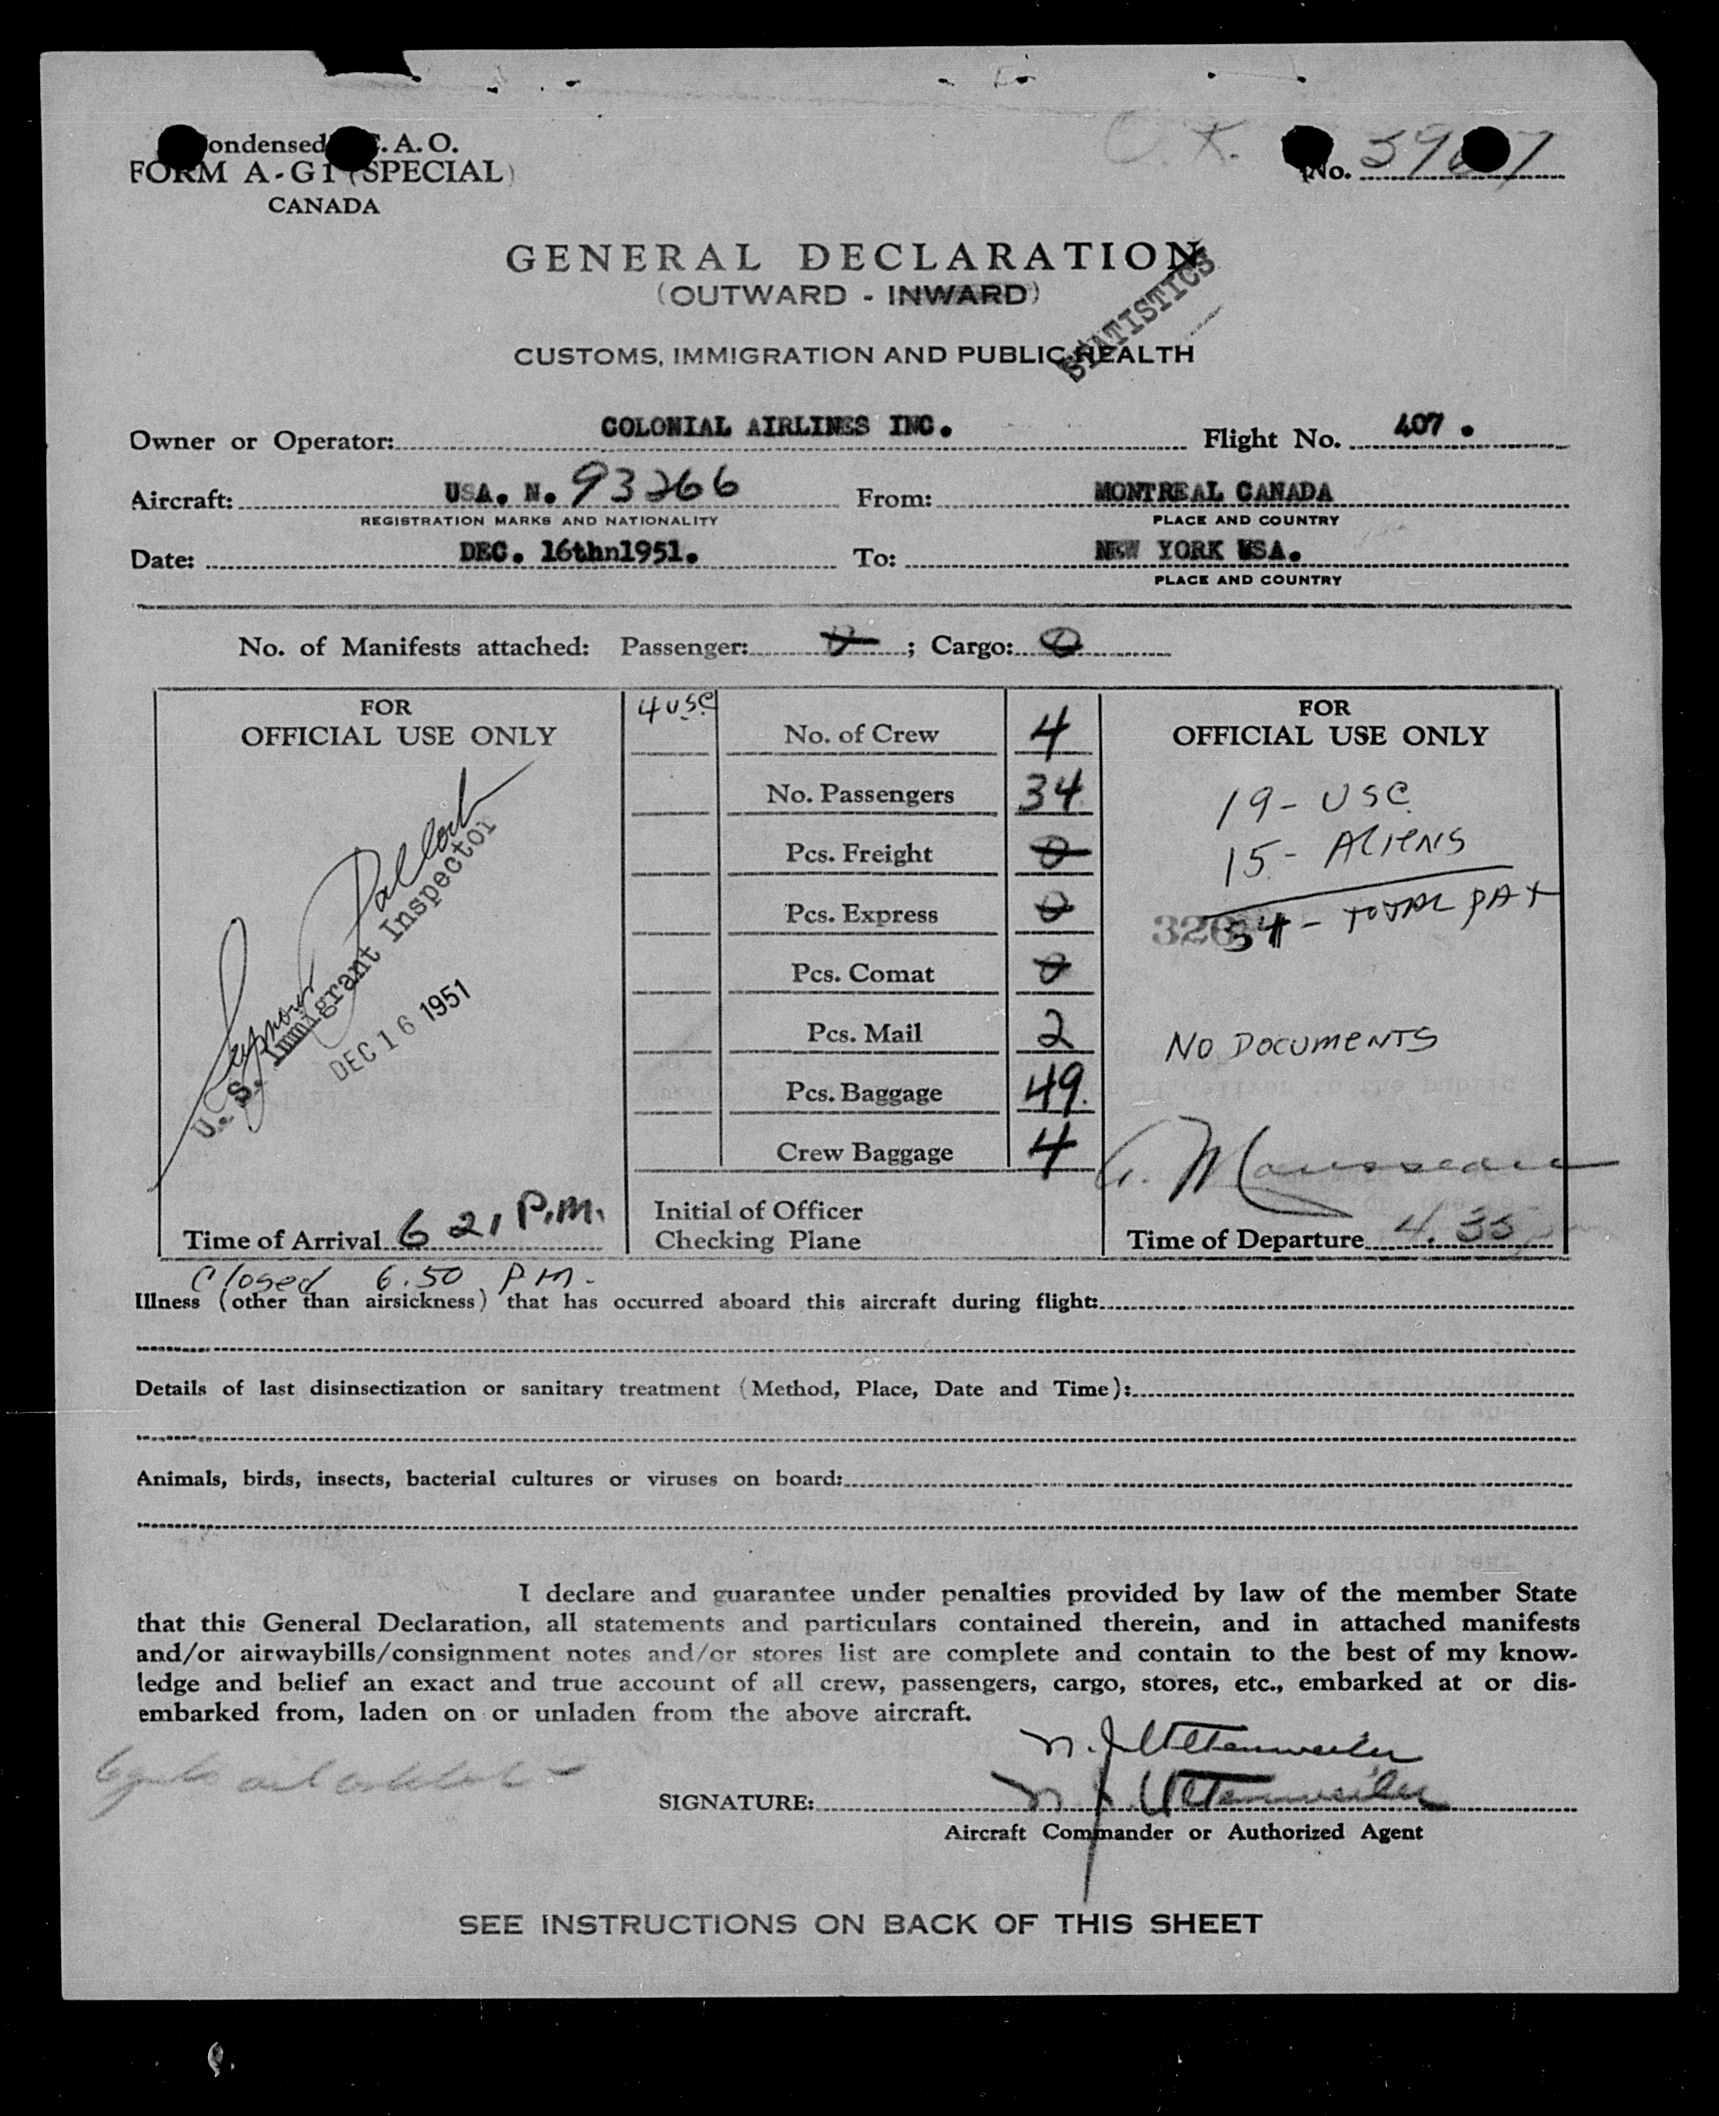 Condensed I.C.A.O.
FORM A-G1 (SPECIAL)
CANADA
O.K.
No.
GENERAL DECLARATION
(OUTWARD - INWARD)
STATISTICS
CUSTOMS, IMMIGRATION AND PUBLIC HEALTH
Owner or Operator: COLONIAL AIRLINES INC. Flight No. 407 .
Aircraft: USA. N. 93266 From: MONTREAL CANADA
REGISTRATION MARKS AND NATIONALITY PLACE AND COUNTRY
Date: DEC. 16thn1951. To: NEW YORK USA.
PLACE AND COUNTRY
No. of Manifests attached: Passenger: 0 ; Cargo: 0
FOR
OFFICIAL USE ONLY
U. S. Immigrant Inspector
DEC 16 1951
Time of Arrival 6 21 P.M.
Closed 6.50 PM.
4 USC
No. of Crew 4
No. Passengers 34
Pcs. Freight 0
Pcs. Express 0
Pcs. Comat 0
Pcs. Mail 2
Pcs. Baggage 49.
Crew Baggage 4
Initial of Officer
Checking Plane
FOR
OFFICIAL USE ONLY
19 - USC
15 - ALIENS
34 - TOTAL PAX
NO DOCUMENTS
Time of Departure 4.35
Illness (other than airsickness) that has occurred aboard this aircraft during flight:
Details of last disinsectization or sanitary treatment (Method, Place, Date and Time):
Animals, birds, insects, bacterial cultures or viruses on board:
I declare and guarantee under penalties provided by law of the member State
that this General Declaration, all statements and particulars contained therein, and in attached manifests
and/or airwaybills/consignment notes and/or stores list are complete and contain to the best of my know-
ledge and belief an exact and true account of all crew, passengers, cargo, stores, etc., embarked at or dis-
embarked from, laden on or unladen from the above aircraft.
SIGNATURE:
Aircraft Commander or Authorized Agent
SEE INSTRUCTIONS ON BACK OF THIS SHEET